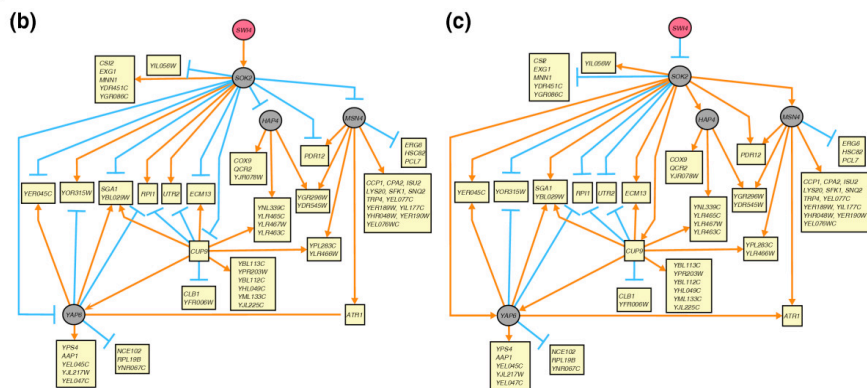 (b)
SWI4
CSI2
EXG1
MNN1
YDR451C
YGR086C
YIL056W
SOK2
HAP4
MSN4
ERG6
HSC82
PCL7
COX9
QCR2
YJR078W
PDR12
YER045C
YOR315W
SGA1
YBL029W
RPI1
UTR2
ECM13
YGR296W
YDR545W
CCP1, CPA2, ISU2
LYS20, SFK1, SNQ2
TRP4, YEL077C
YER189W, YIL177C
YHR048W, YER190W
YEL076WC
YNL339C
YLR465C
YLR467W
YLR463C
CUP9
YPL283C
YLR466W
YBL113C
YPR203W
YBL112C
YHL049C
YML133C
YJL225C
CLB1
YFR006W
YAP6
ATR1
YPS4
AAP1
YEL045C
YJL217W
YEL047C
NCE102
RPL19B
YNR067C
(c)
SWI4
CSI2
EXG1
MNN1
YDR451C
YGR086C
YIL056W
SOK2
HAP4
MSN4
ERG6
HSC82
PCL7
COX9
QCR2
YJR078W
PDR12
YER045C
YOR315W
SGA1
YBL029W
RPI1
UTR2
ECM13
YGR296W
YDR545W
CCP1, CPA2, ISU2
LYS20, SFK1, SNQ2
TRP4, YEL077C
YER189W, YIL177C
YHR048W, YER190W
YEL076WC
YNL339C
YLR465C
YLR467W
YLR463C
CUP9
YPL283C
YLR466W
YBL113C
YPR203W
YBL112C
YHL049C
YML133C
YJL225C
CLB1
YFR006W
YAP6
ATR1
YPS4
AAP1
YEL045C
YJL217W
YEL047C
NCE102
RPL19B
YNR067C